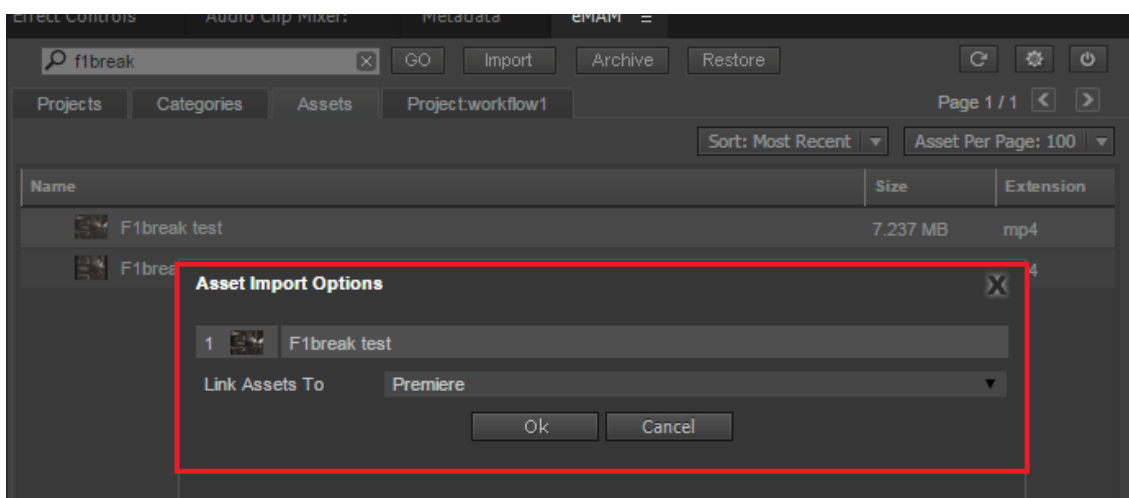 Effect Controls Audio Clip Mixer: Metadata eMAM
f1break GO Import Archive Restore
Projects Categories Assets Project:workflow1 Page 1 / 1
Sort: Most Recent Asset Per Page: 100
Name Size Extension
F1break test 7.237 MB mp4
Asset Import Options X
1 F1break test
Link Assets To Premiere
Ok Cancel